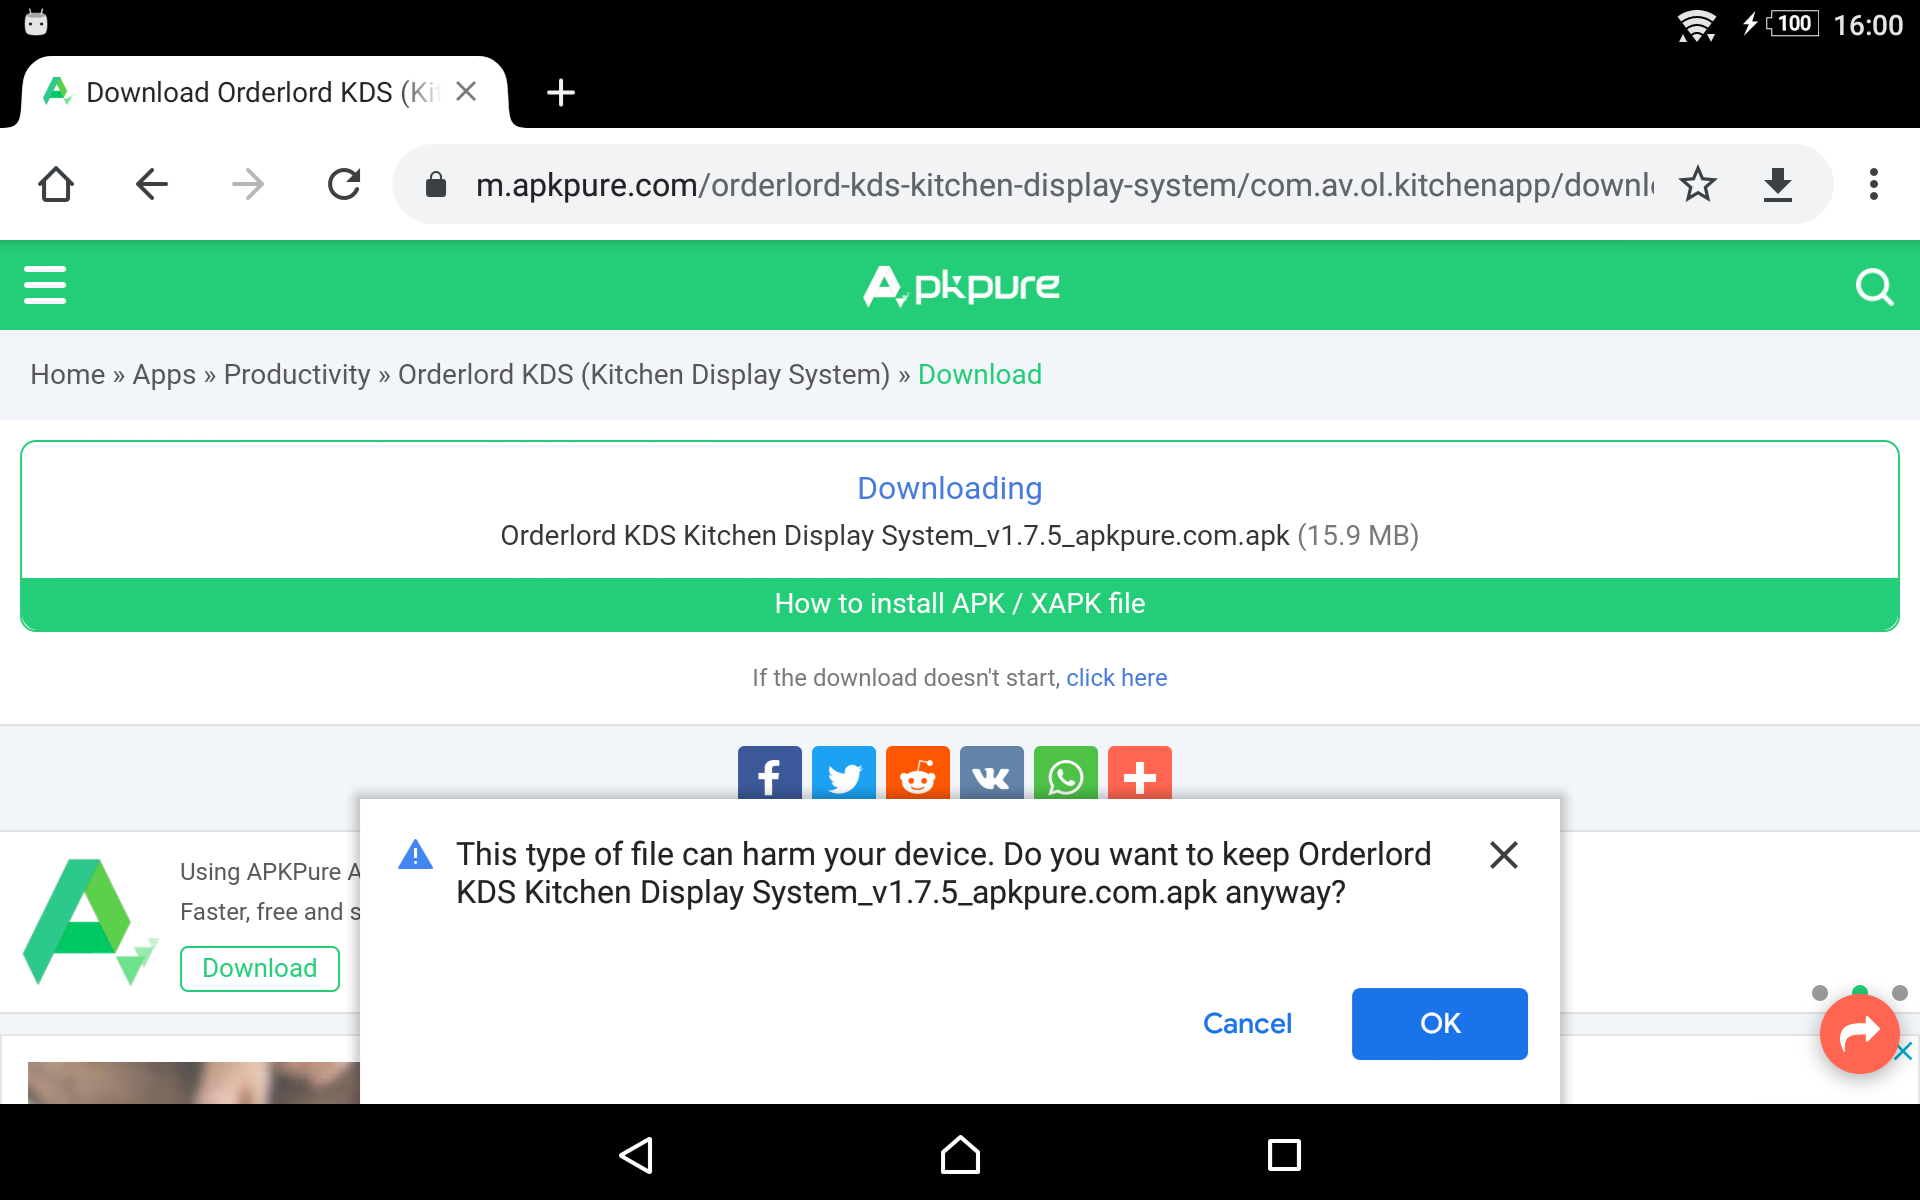 100 16:00
Download Orderlord KDS (Kit
m.apkpure.com/orderlord-kds-kitchen-display-system/com.av.ol.kitchenapp/downl
Apkpure
Home » Apps » Productivity » Orderlord KDS (Kitchen Display System) » Download
Downloading
Orderlord KDS Kitchen Display System_v1.7.5_apkpure.com.apk (15.9 MB)
How to install APK / XAPK file
If the download doesn't start, click here
Using APKPure A
Faster, free and s
Download
This type of file can harm your device. Do you want to keep Orderlord
KDS Kitchen Display System_v1.7.5_apkpure.com.apk anyway?
Cancel OK